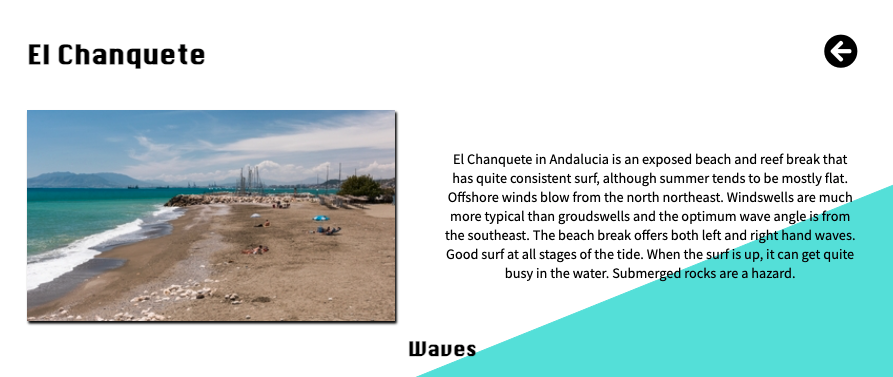 El Chanquete
El Chanquete in Andalucia is an exposed beach and reef break that
has quite consistent surf, although summer tends to be mostly flat.
Offshore winds blow from the north northeast. Windswells are much
more typical than groudswells and the optimum wave angle is from
the southeast. The beach break offers both left and right hand waves.
Good surf at all stages of the tide. When the surf is up, it can get quite
busy in the water. Submerged rocks are a hazard.
Waves